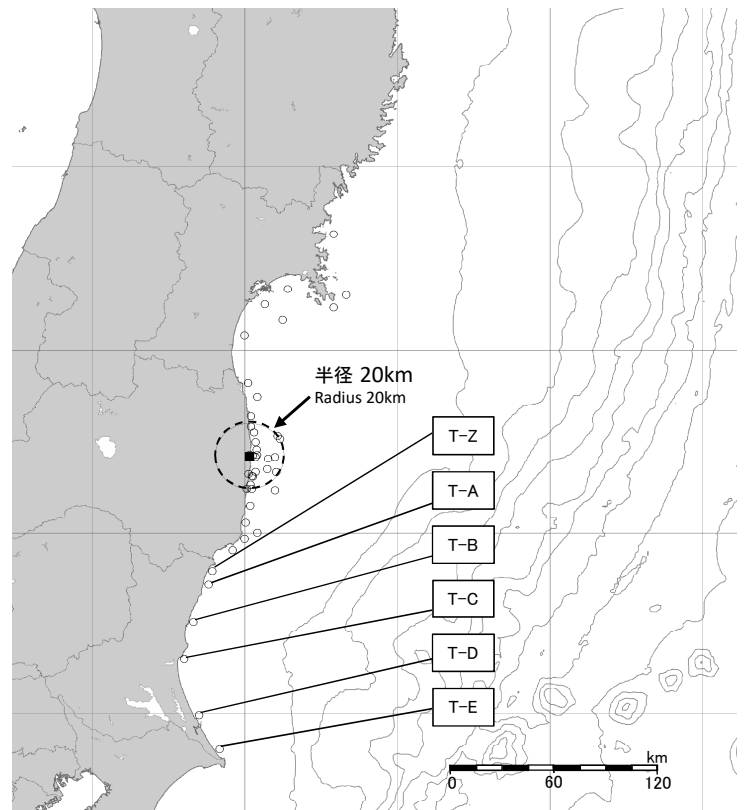 半径 20km
Radius 20km
T-Z
T-A
T-B
T-C
T-D
T-E
km
0 60 120